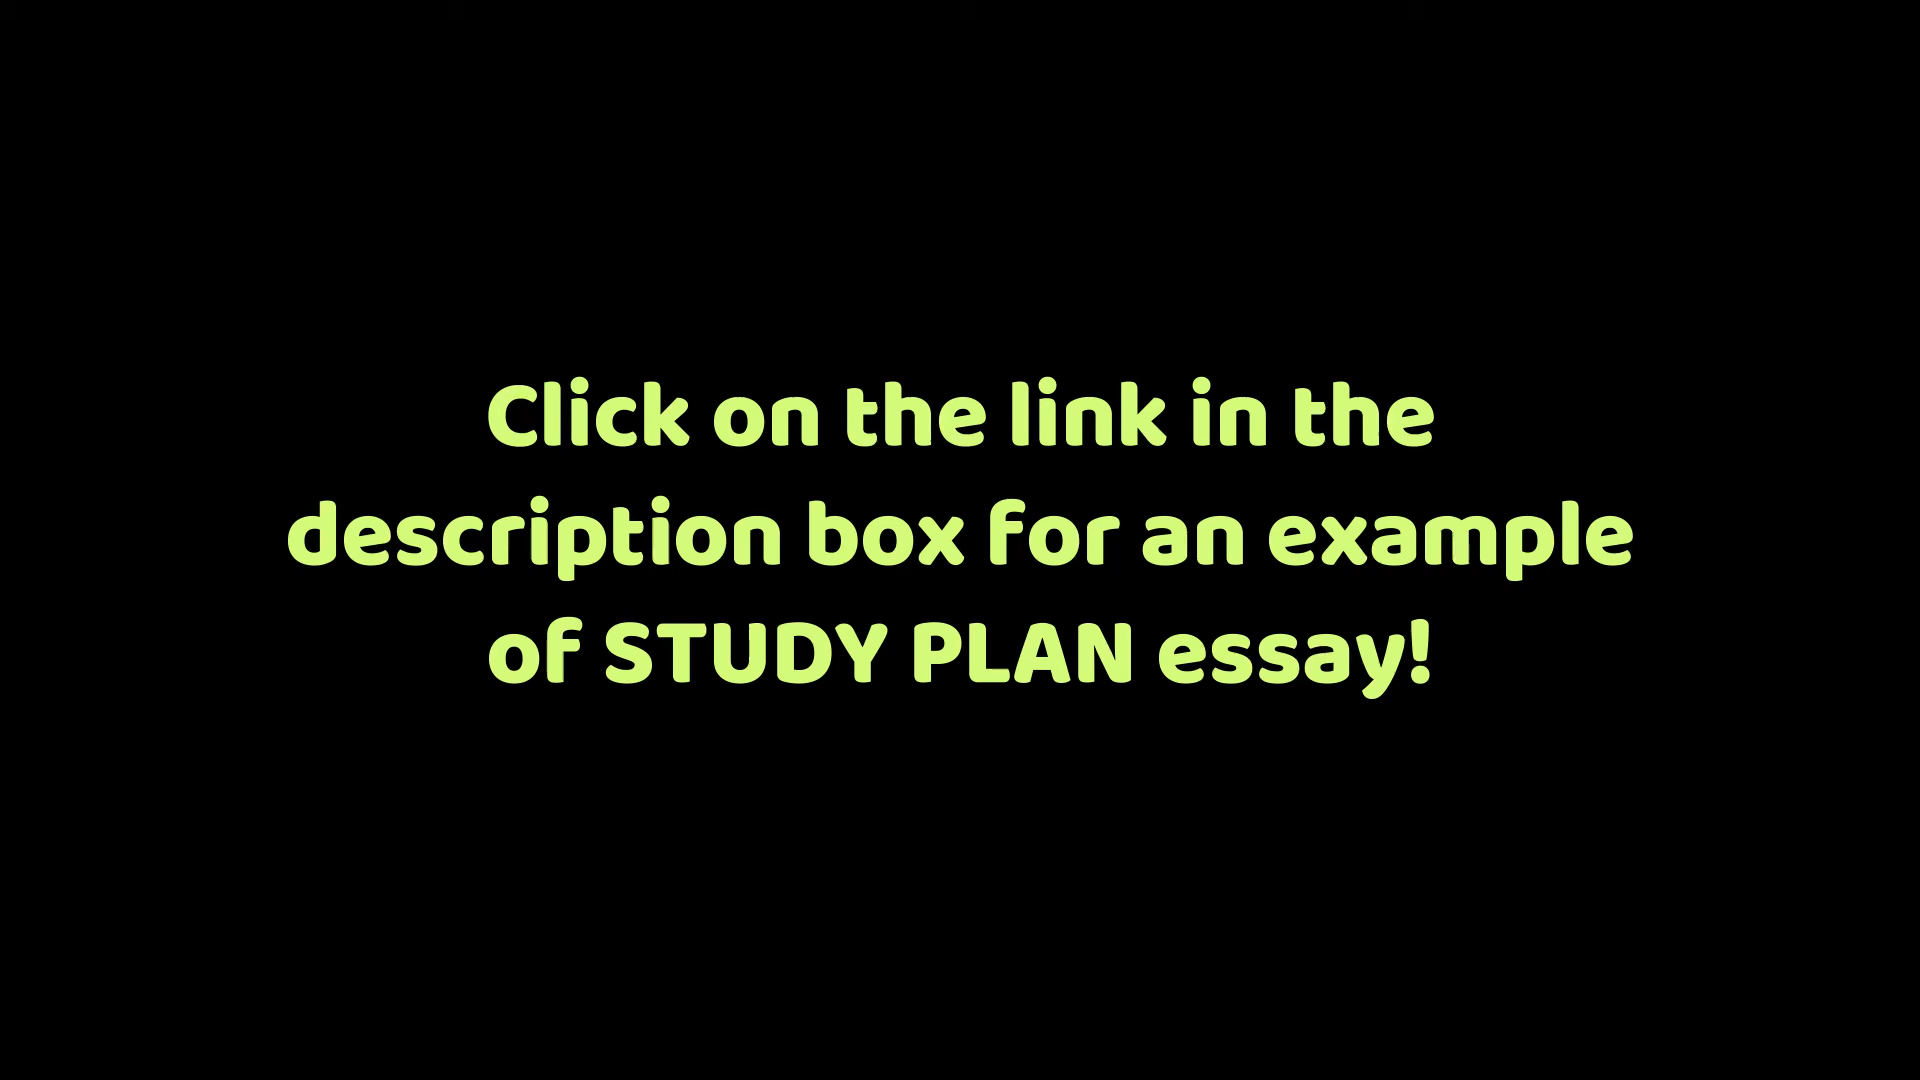 Click on the link in the
description box for an example
of STUDY PLAN essay!